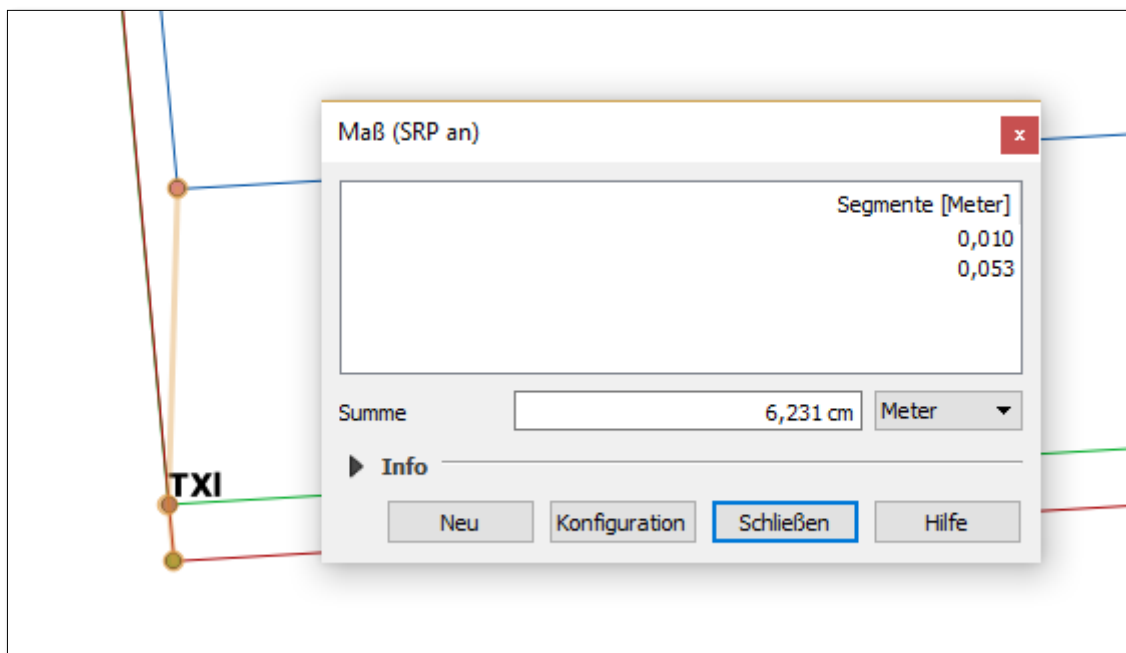 Maß (SRP an)
x
Segmente [Meter]
0,010
0,053
Summe 6,231 cm Meter
Info
TXl
Neu Konfiguration Schließen Hilfe